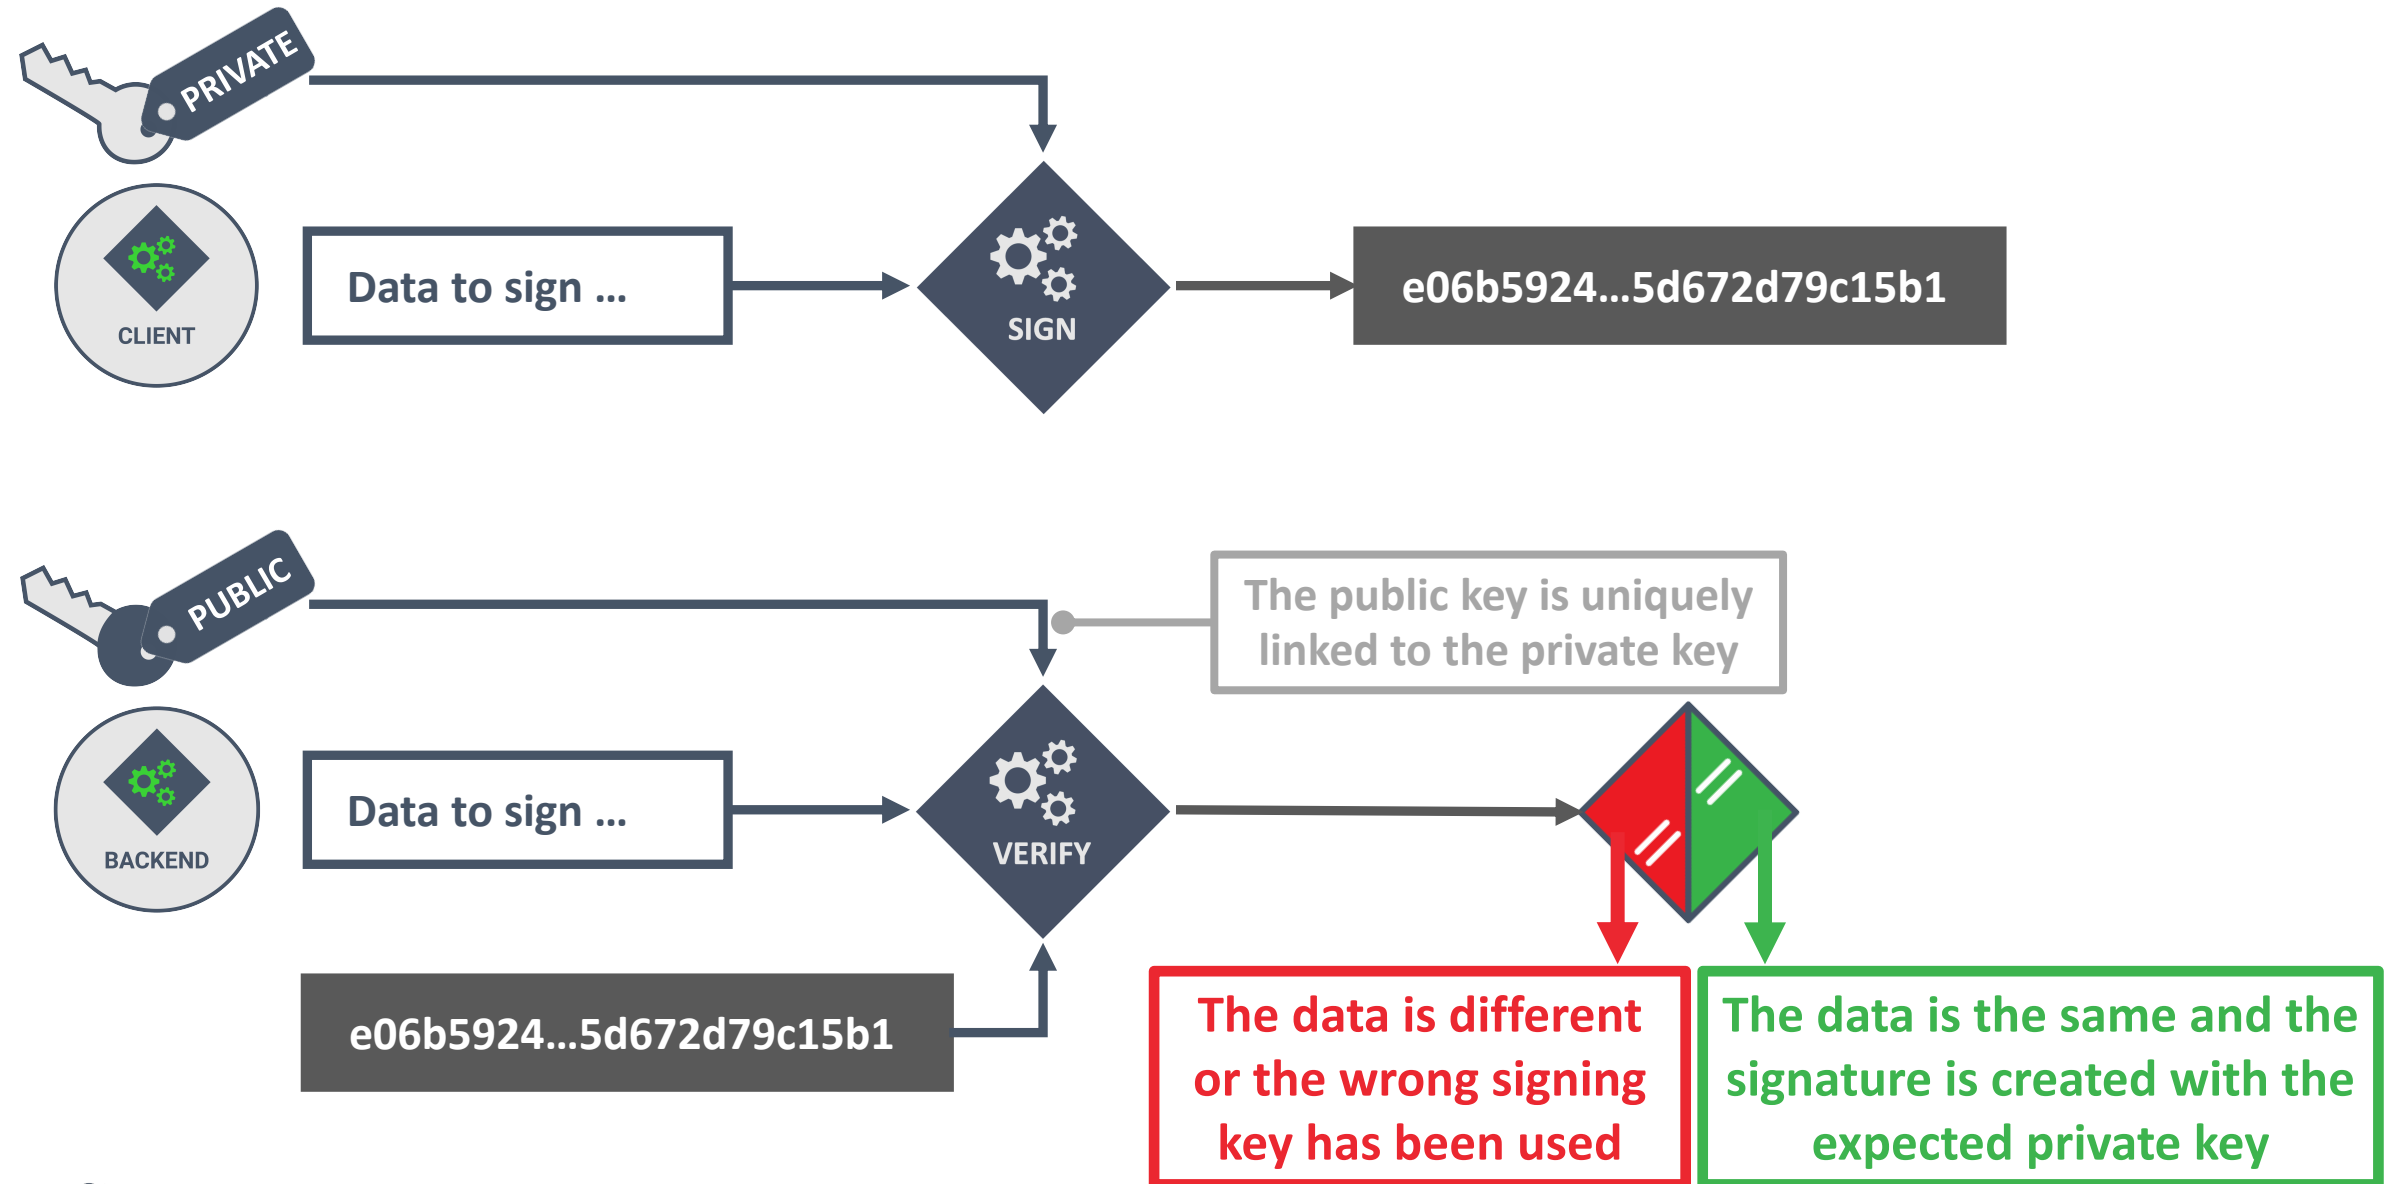 PRIVATE
CLIENT
Data to sign ...
SIGN
e06b5924...5d672d79c15b1
PUBLIC
The public key is uniquely
linked to the private key
BACKEND
Data to sign ...
VERIFY
e06b5924...5d672d79c15b1
The data is different
or the wrong signing
key has been used
The data is the same and the
signature is created with the
expected private key